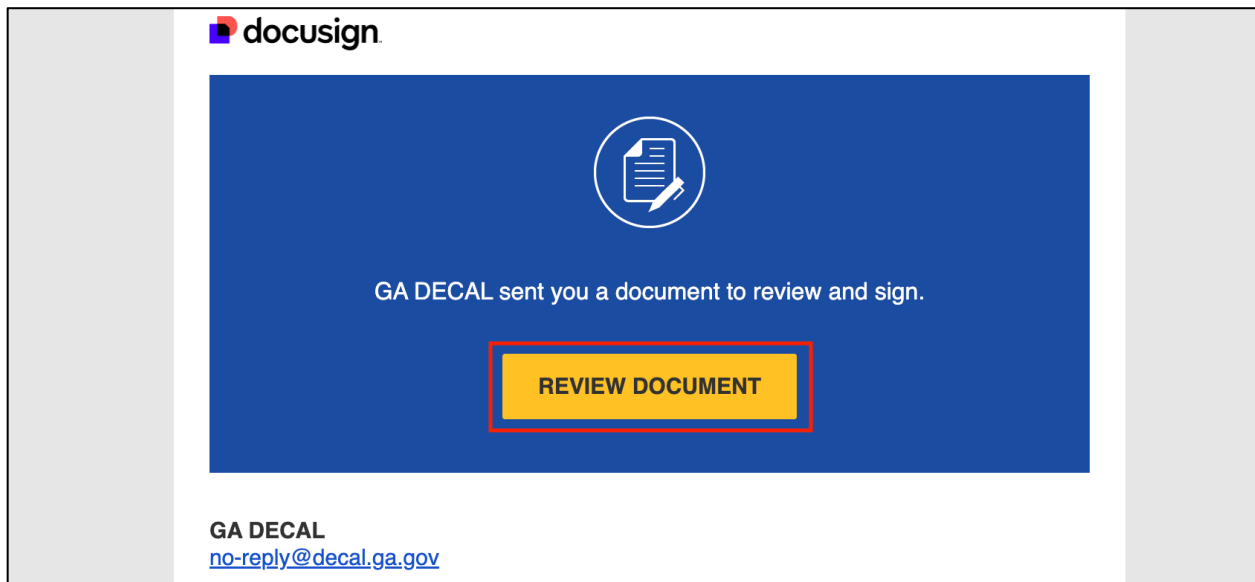 docusign
GA DECAL sent you a document to review and sign.
REVIEW DOCUMENT
GA DECAL
no-reply@decal.ga.gov